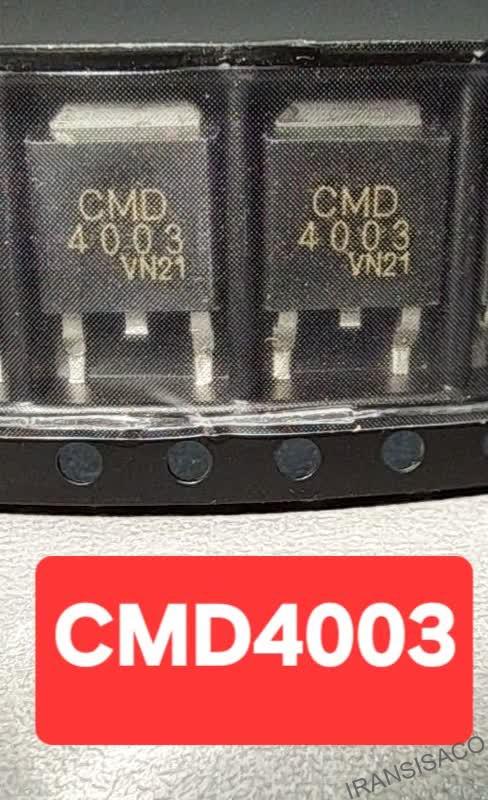 CMD
4003
VN21
CMD
4003
VN21
CMD4003
IRANSISACO